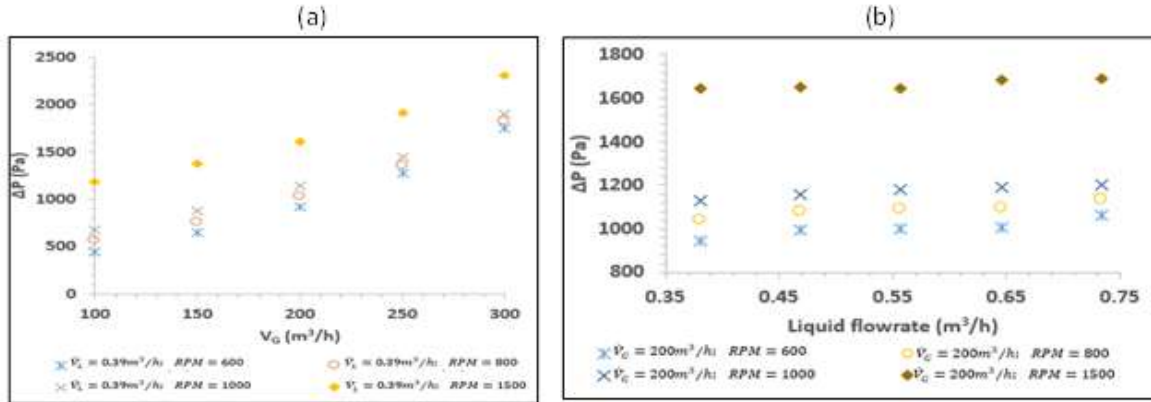 (a)
(b)
2500
2000
1500
1000
500
0
ΔP (Pa)
100 150 200 250 300
V_G (m³/h)
V̇_L = 0.39m³/h; RPM = 600
V̇_L = 0.39m³/h; RPM = 800
V̇_L = 0.39m³/h; RPM = 1000
V̇_L = 0.39m³/h; RPM = 1500
1800
1600
1400
1200
1000
800
ΔP (Pa)
0.35 0.45 0.55 0.65 0.75
Liquid flowrate (m³/h)
V̇_G = 200m³/h; RPM = 600
V̇_G = 200m³/h; RPM = 800
V̇_G = 200m³/h; RPM = 1000
V̇_G = 200m³/h; RPM = 1500